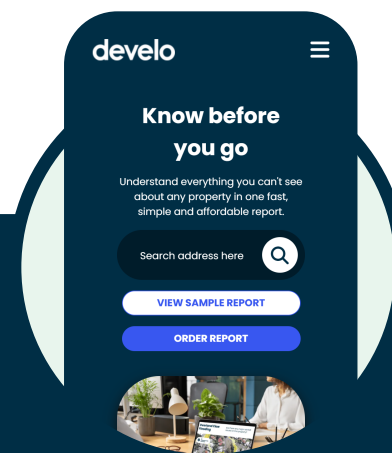 develo
Know before
you go
Understand everything you can't see
about any property in one fast,
simple and affordable report.
Search address here
VIEW SAMPLE REPORT
ORDER REPORT